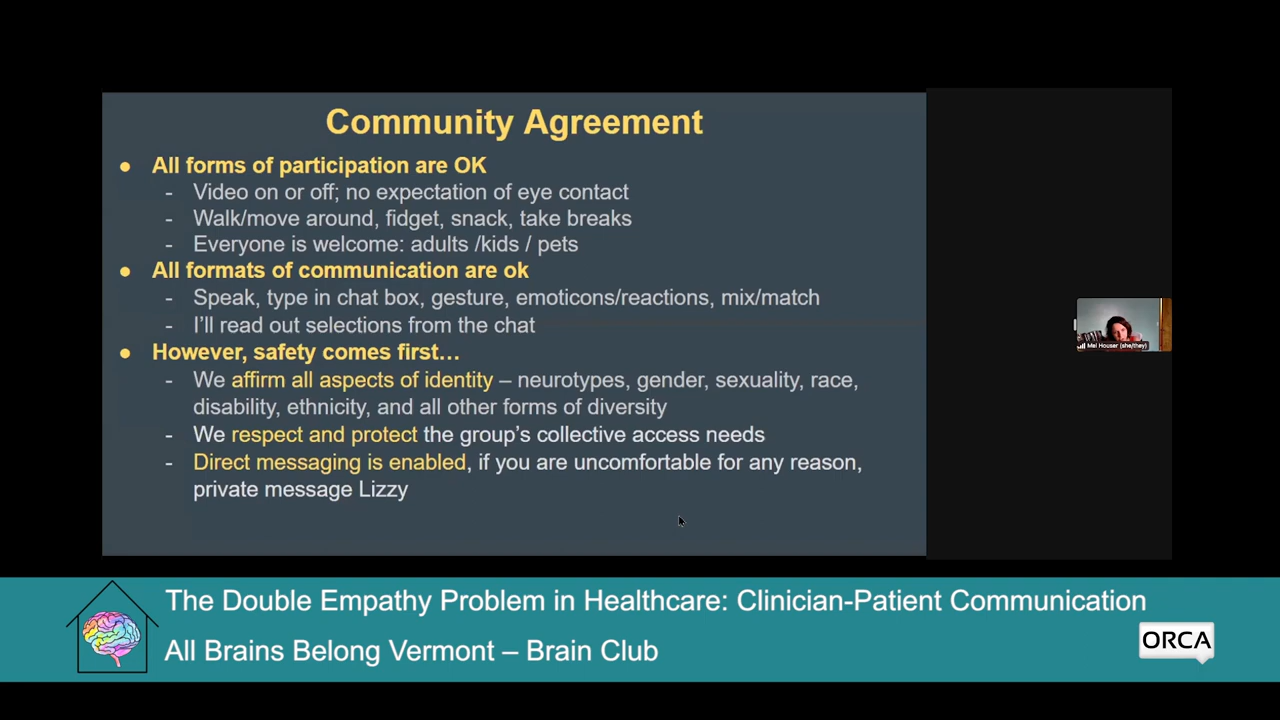 Community Agreement
● All forms of participation are OK
- Video on or off; no expectation of eye contact
- Walk/move around, fidget, snack, take breaks
- Everyone is welcome: adults /kids / pets
● All formats of communication are ok
- Speak, type in chat box, gesture, emoticons/reactions, mix/match
- I'll read out selections from the chat
● However, safety comes first…
- We affirm all aspects of identity – neurotypes, gender, sexuality, race,
disability, ethnicity, and all other forms of diversity
- We respect and protect the group's collective access needs
- Direct messaging is enabled, if you are uncomfortable for any reason,
private message Lizzy
Mel Houser (she/they)
The Double Empathy Problem in Healthcare: Clinician-Patient Communication
All Brains Belong Vermont – Brain Club
ORCA